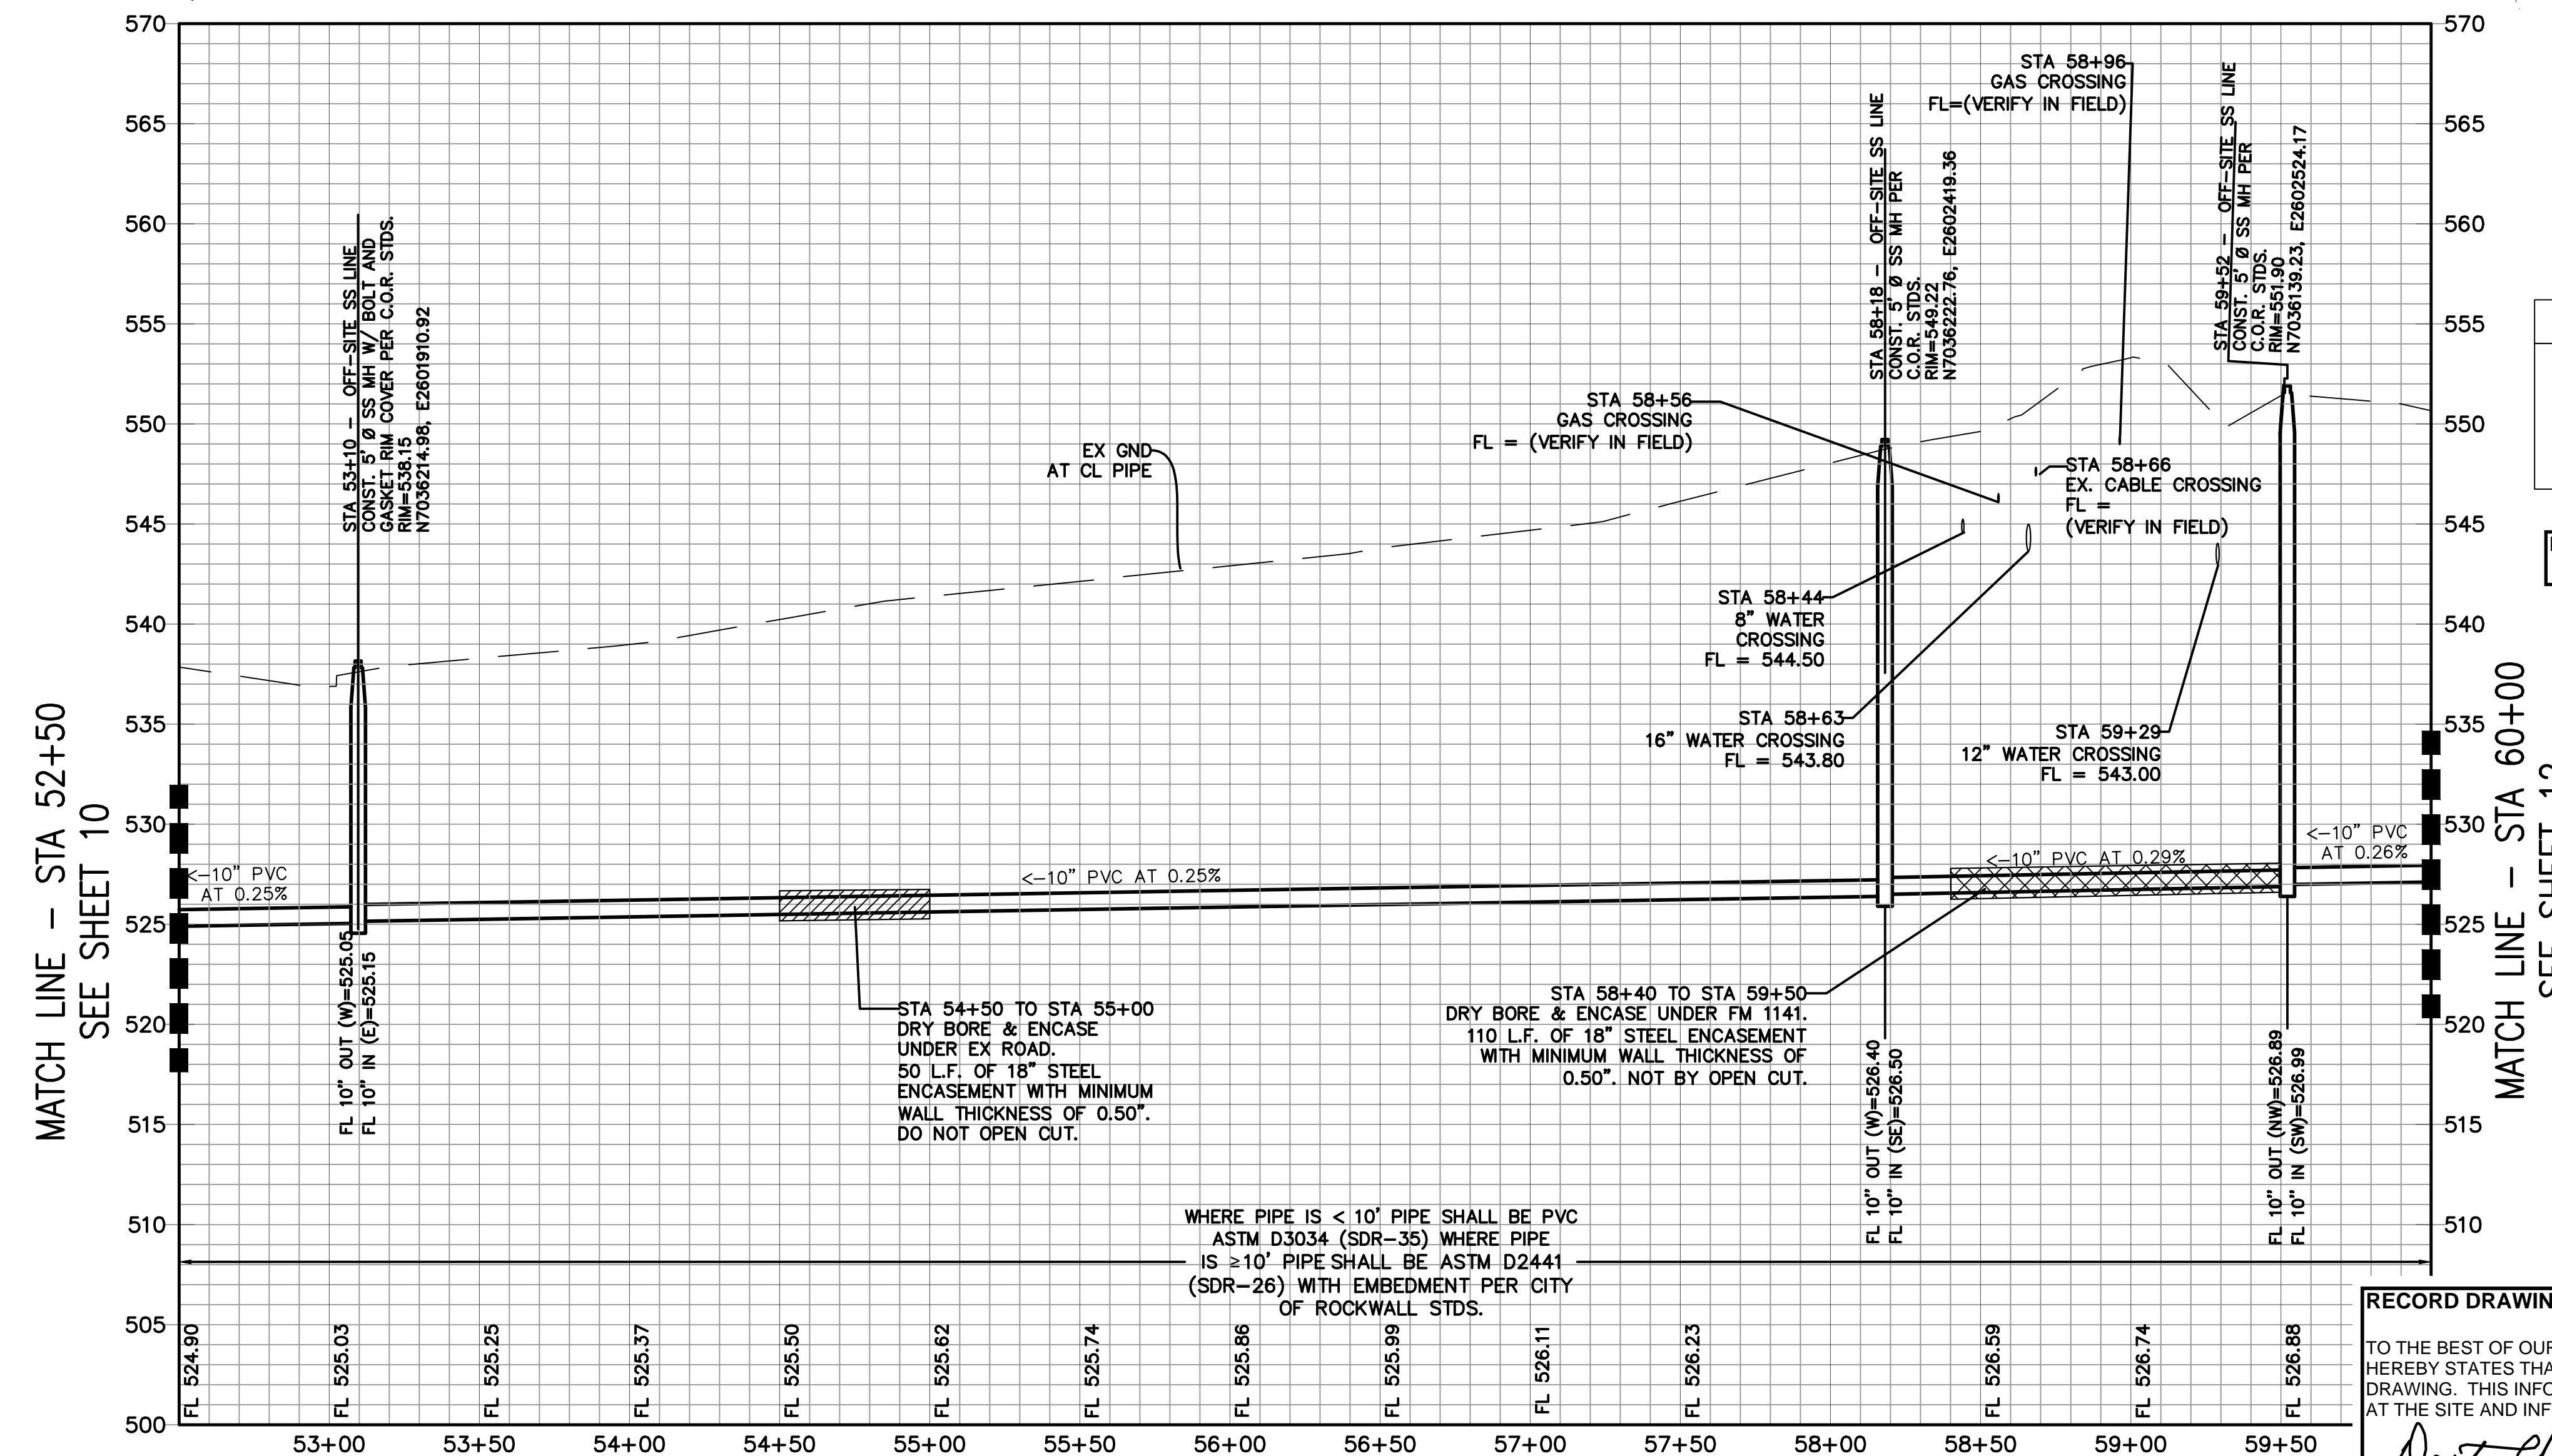 570
565
560
555
550
545
540
535
530
525
520
515
510
505
500
570
565
560
555
550
545
540
535
530
525
520
515
510
MATCH LINE - STA 52+50
SEE SHEET 10
STA 53+10 - OFF-SITE SS LINE
CONST. 5' Ø SS MH W/ BOLT AND
GASKET RIM COVER PER C.O.R. STDS.
RIM=538.15
N7036214.98, E2601910.92
EX GND
AT CL PIPE
STA 58+56
GAS CROSSING
FL = (VERIFY IN FIELD)
STA 58+18 - OFF-SITE SS LINE
CONST. 5' Ø SS MH PER
C.O.R. STDS.
RIM=549.22
N7036222.76, E2602419.36
STA 58+96
GAS CROSSING
FL=(VERIFY IN FIELD)
STA 59+52 - OFF-SITE SS LINE
CONST. 5' Ø SS MH PER
C.O.R. STDS.
RIM=551.90
N7036139.23, E2602524.17
STA 58+66
EX. CABLE CROSSING
FL =
(VERIFY IN FIELD)
STA 58+44
8" WATER
CROSSING
FL = 544.50
STA 58+63
16" WATER CROSSING
FL = 543.80
STA 59+29
12" WATER CROSSING
FL = 543.00
<-10" PVC
AT 0.25%
<-10" PVC AT 0.25%
<-10" PVC AT 0.29%
<-10" PVC
AT 0.26%
FL 10" OUT (W)=525.05
FL 10" IN (E)=525.15
STA 54+50 TO STA 55+00
DRY BORE & ENCASE
UNDER EX ROAD.
50 L.F. OF 18" STEEL
ENCASEMENT WITH MINIMUM
WALL THICKNESS OF 0.50".
DO NOT OPEN CUT.
STA 58+40 TO STA 59+50
DRY BORE & ENCASE UNDER FM 1141.
110 L.F. OF 18" STEEL ENCASEMENT
WITH MINIMUM WALL THICKNESS OF
0.50". NOT BY OPEN CUT.
FL 10" OUT (W)=526.40
FL 10" IN (SE)=526.50
FL 10" OUT (NW)=526.89
FL 10" IN (SW)=526.99
MATCH LINE - STA 60+00
SEE SHEET 12
WHERE PIPE IS < 10' PIPE SHALL BE PVC
ASTM D3034 (SDR-35) WHERE PIPE
IS ≥10' PIPE SHALL BE ASTM D2441
(SDR-26) WITH EMBEDMENT PER CITY
OF ROCKWALL STDS.
FL 524.90
FL 525.03
FL 525.25
FL 525.37
FL 525.50
FL 525.62
FL 525.74
FL 525.86
FL 525.99
FL 526.11
FL 526.23
FL 526.59
FL 526.74
FL 526.88
53+00
53+50
54+00
54+50
55+00
55+50
56+00
56+50
57+00
57+50
58+00
58+50
59+00
59+50
RECORD DRAWIN
TO THE BEST OF OUR
HEREBY STATES THA
DRAWING. THIS INFO
AT THE SITE AND INF